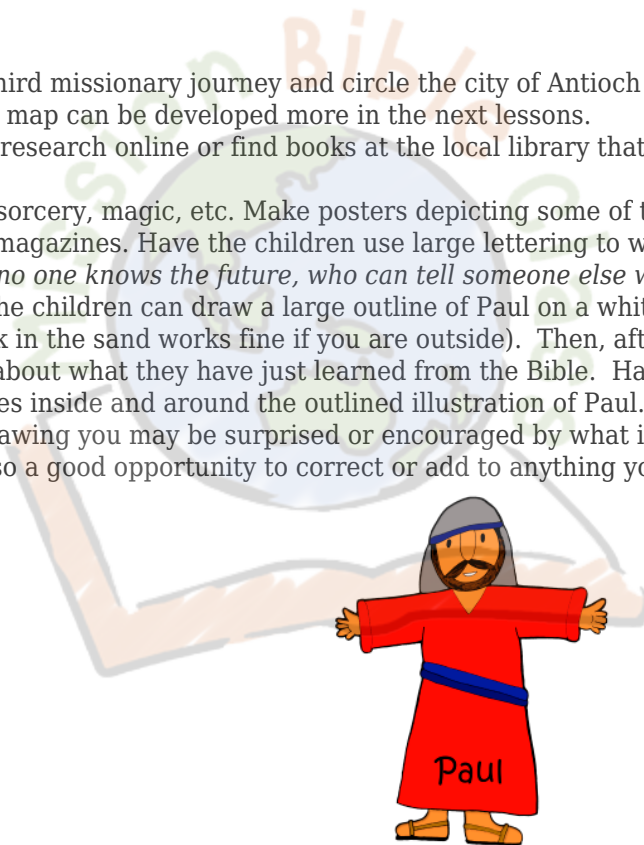 Mission Bible Class
hird missionary journey and circle the city of Antioch
map can be developed more in the next lessons.
research online or find books at the local library that
sorcery, magic, etc. Make posters depicting some of t
magazines. Have the children use large lettering to w
no one knows the future, who can tell someone else w
he children can draw a large outline of Paul on a whit
k in the sand works fine if you are outside). Then, aft
about what they have just learned from the Bible. Ha
es inside and around the outlined illustration of Paul.
awing you may be surprised or encouraged by what i
so a good opportunity to correct or add to anything yo
Paul